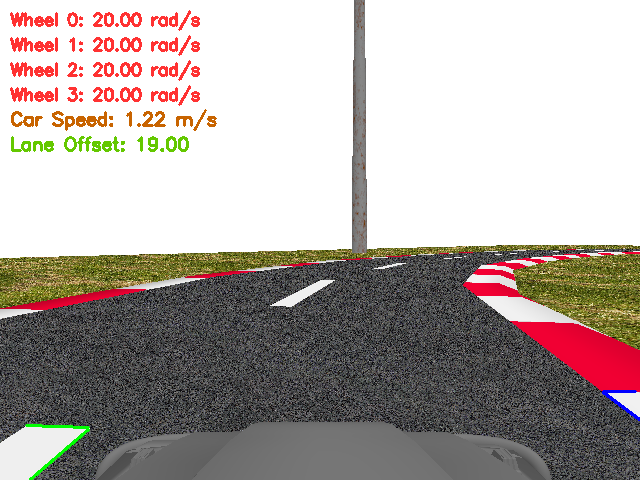 Wheel 0: 20.00 rad/s
Wheel 1: 20.00 rad/s
Wheel 2: 20.00 rad/s
Wheel 3: 20.00 rad/s
Car Speed: 1.22 m/s
Lane Offset: 19.00